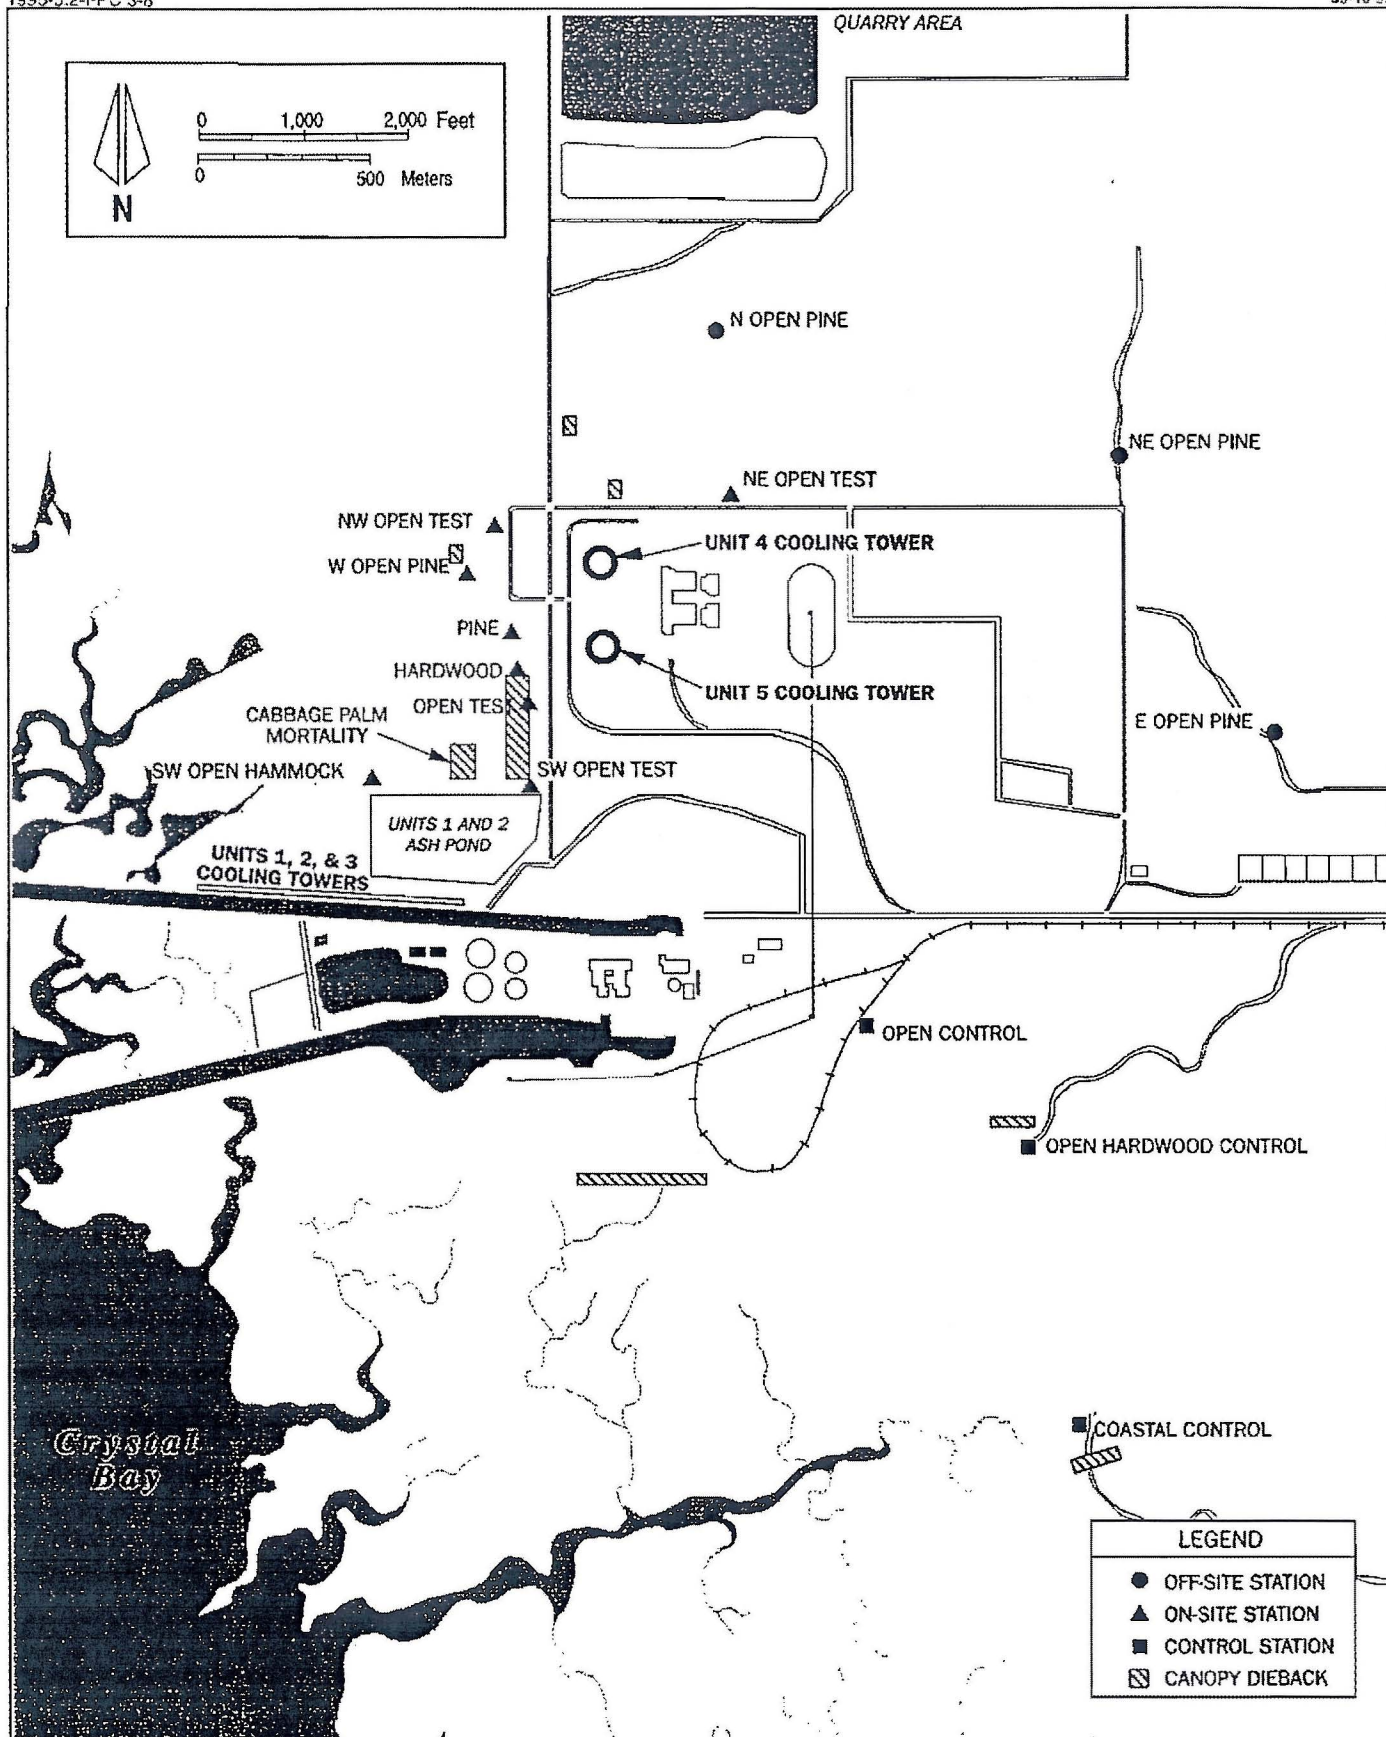 QUARRY AREA
0 1,000 2,000 Feet
0 500 Meters
N
N OPEN PINE
NE OPEN PINE
NE OPEN TEST
NW OPEN TEST
UNIT 4 COOLING TOWER
W OPEN PINE
PINE
HARDWOOD
UNIT 5 COOLING TOWER
OPEN TES
CABBAGE PALM
MORTALITY
E OPEN PINE
SW OPEN HAMMOCK
SW OPEN TEST
UNITS 1 AND 2
ASH POND
UNITS 1, 2, & 3
COOLING TOWERS
OPEN CONTROL
OPEN HARDWOOD CONTROL
COASTAL CONTROL
Crystal
Bay
LEGEND
OFF-SITE STATION
ON-SITE STATION
CONTROL STATION
CANOPY DIEBACK